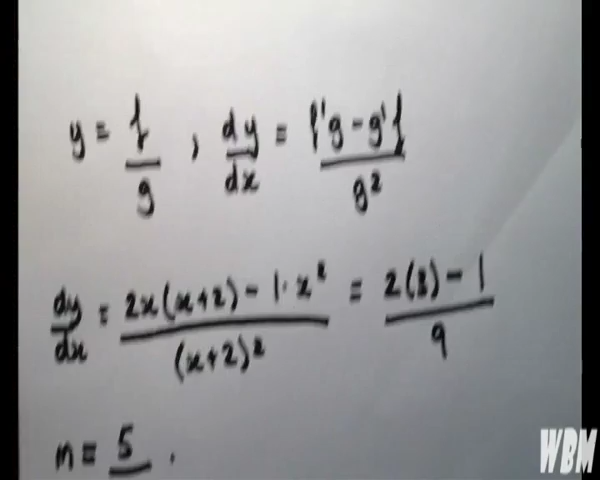 y = f/g , dy/dx = f'g - g'f / g²
dy/dx = 2x(x+2) - 1·x² / (x+2)² = 2(3) - 1 / 9
m = 5 .
WBM